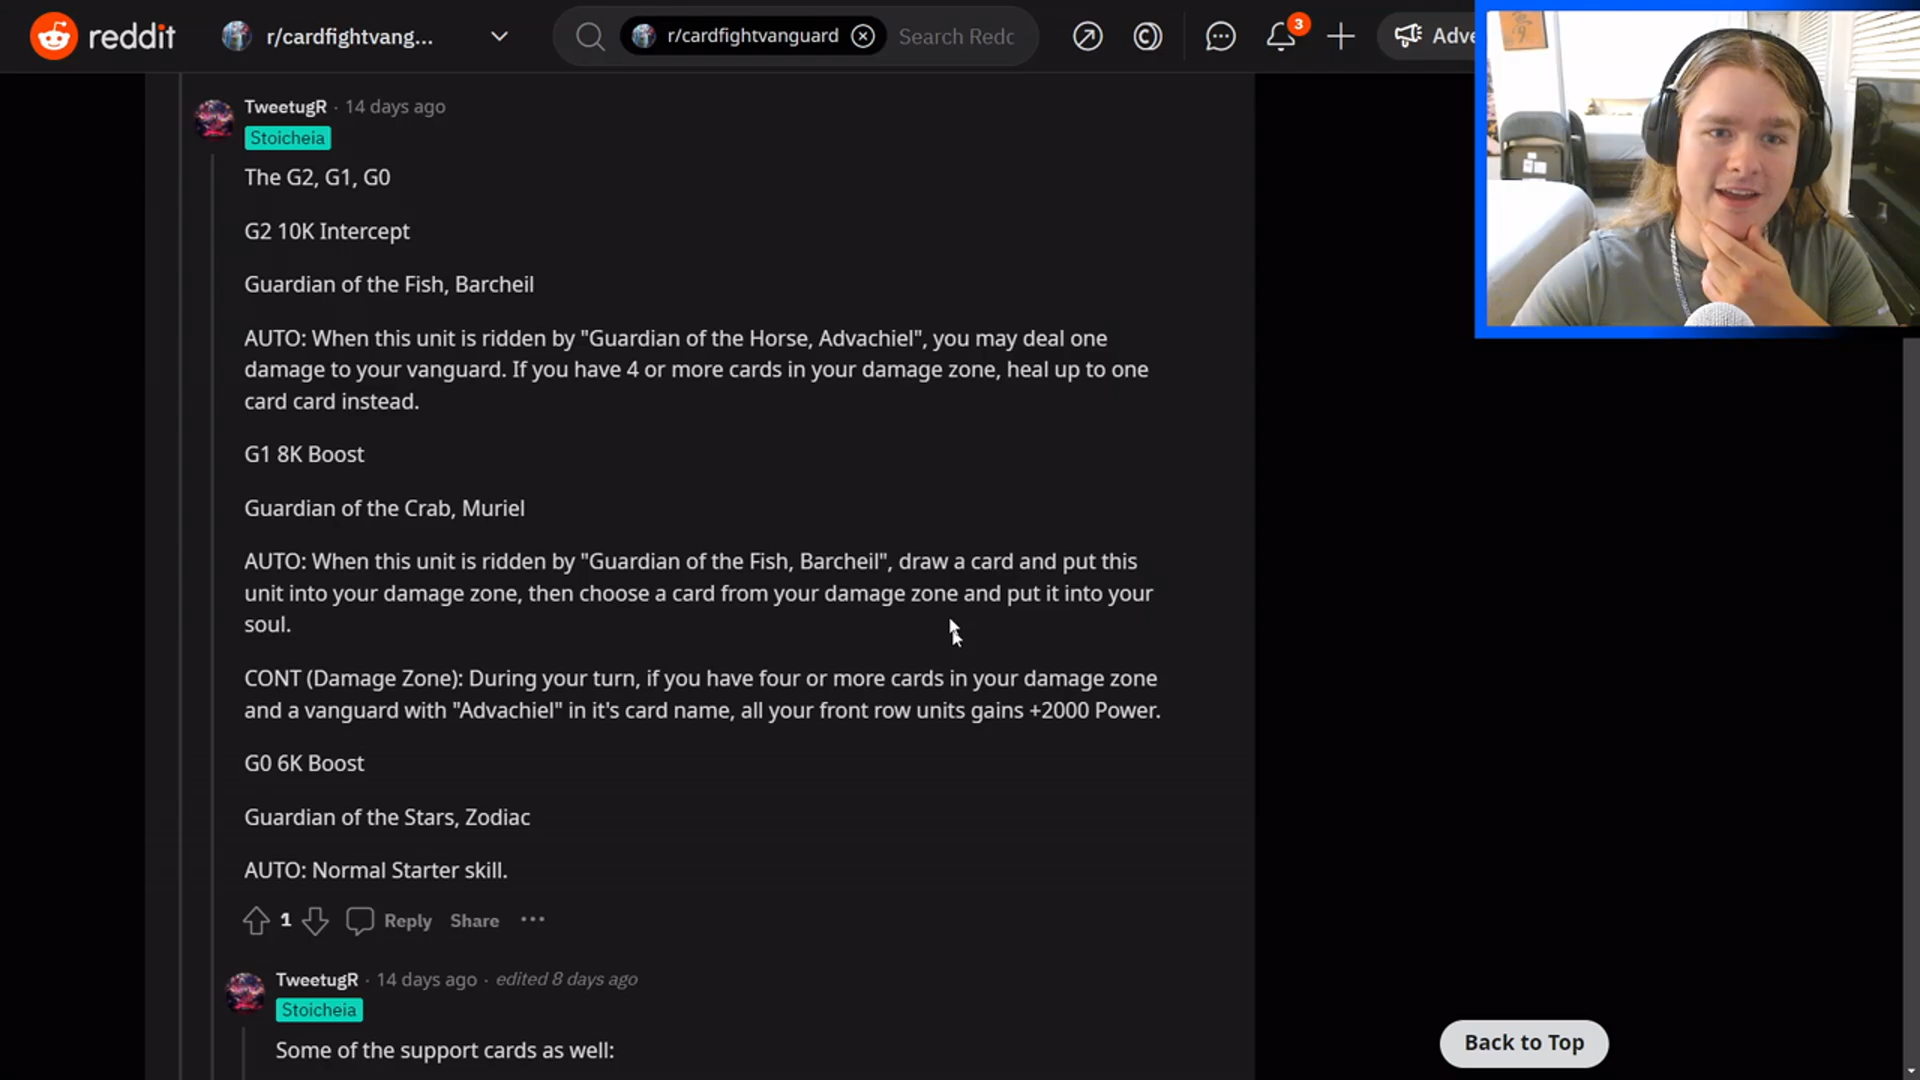 reddit
r/cardfightvang...
r/cardfightvanguard
Search Redc
3
Adve
TweetugR · 14 days ago
Stoicheia
The G2, G1, G0
G2 10K Intercept
Guardian of the Fish, Barcheil
AUTO: When this unit is ridden by "Guardian of the Horse, Advachiel", you may deal one
damage to your vanguard. If you have 4 or more cards in your damage zone, heal up to one
card card instead.
G1 8K Boost
Guardian of the Crab, Muriel
AUTO: When this unit is ridden by "Guardian of the Fish, Barcheil", draw a card and put this
unit into your damage zone, then choose a card from your damage zone and put it into your
soul.
CONT (Damage Zone): During your turn, if you have four or more cards in your damage zone
and a vanguard with "Advachiel" in it's card name, all your front row units gains +2000 Power.
G0 6K Boost
Guardian of the Stars, Zodiac
AUTO: Normal Starter skill.
1 Reply Share ···
TweetugR · 14 days ago · edited 8 days ago
Stoicheia
Some of the support cards as well:
Back to Top